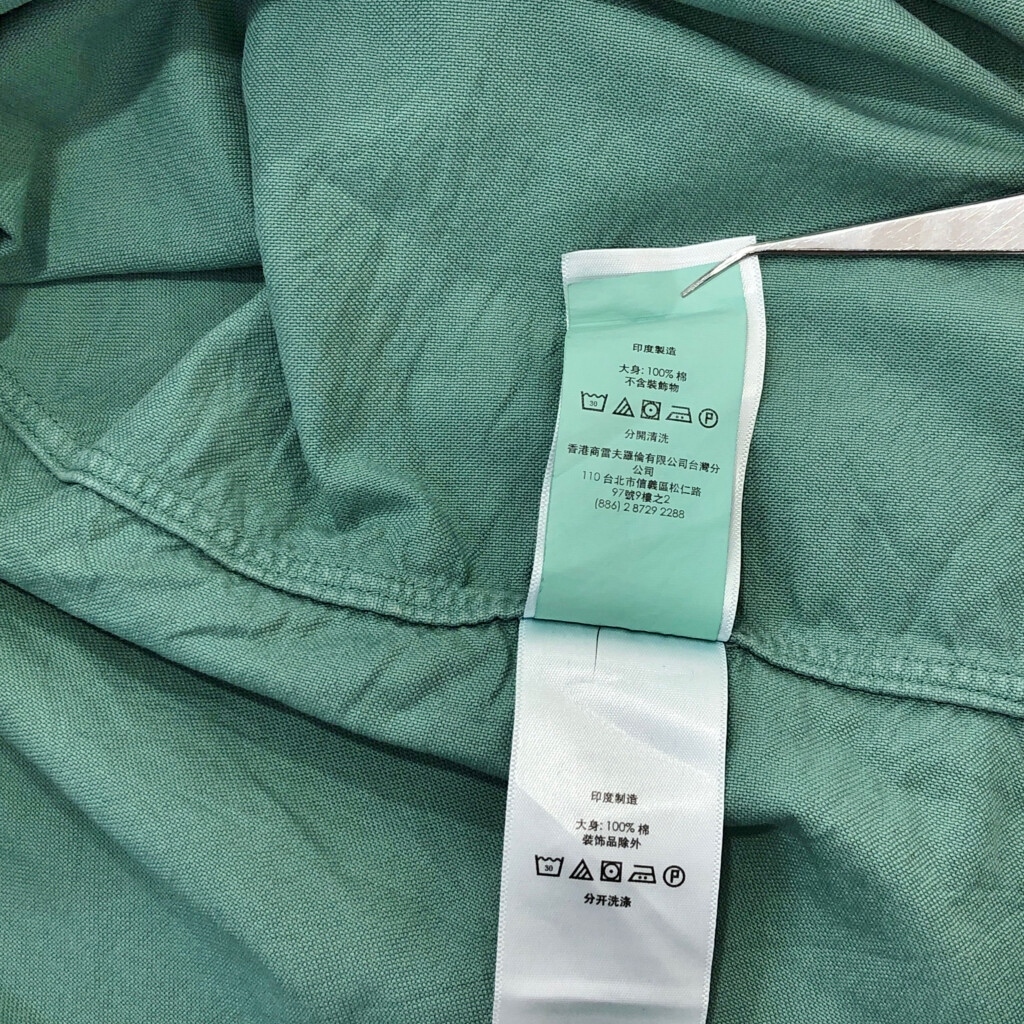 印度製造
大身: 100% 棉
不含裝飾物
30
P
分開清洗
香港商雷夫羅倫有限公司台灣分
公司
110 台北市信義區松仁路
97號9樓之2
(886) 2 8729 2288
印度制造
大身: 100% 棉
装饰品除外
30
P
分开洗涤